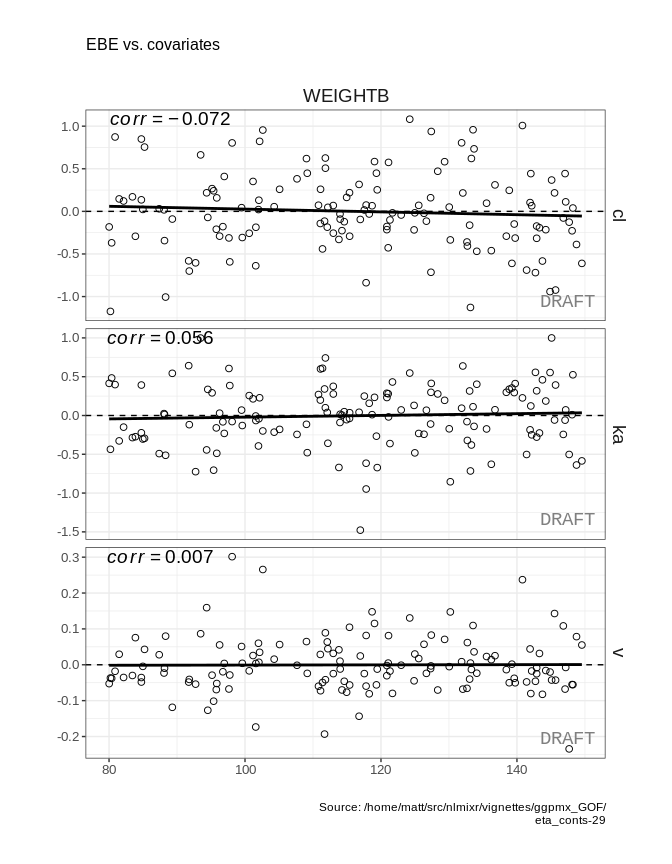 EBE vs. covariates
WEIGHTB
corr = −0.072
1.0
0.5
0.0
-0.5
-1.0
cl
DRAFT
corr = 0.056
1.0
0.5
0.0
-0.5
-1.0
-1.5
ka
DRAFT
corr = 0.007
0.3
0.2
0.1
0.0
-0.1
-0.2
v
DRAFT
80 100 120 140
Source: /home/matt/src/nlmixr/vignettes/ggpmx_GOF/
eta_conts-29